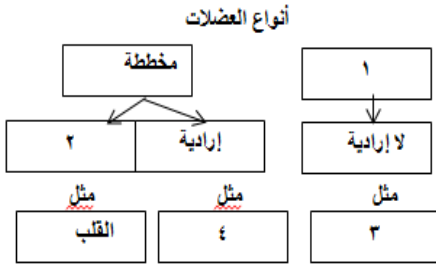 أنواع العضلات
١
مخططة
لا إرادية
إرادية
٢
مثل
مثل
مثل
٣
٤
القلب